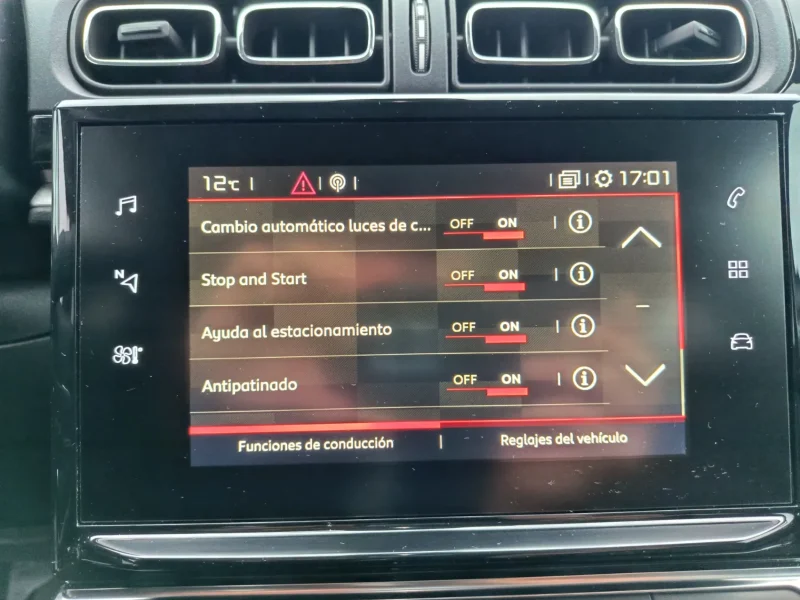 12°C 17:01
Cambio automático luces de c... OFF ON
Stop and Start OFF ON
Ayuda al estacionamiento OFF ON
Antipatinado OFF ON
Funciones de conducción Reglajes del vehículo
N